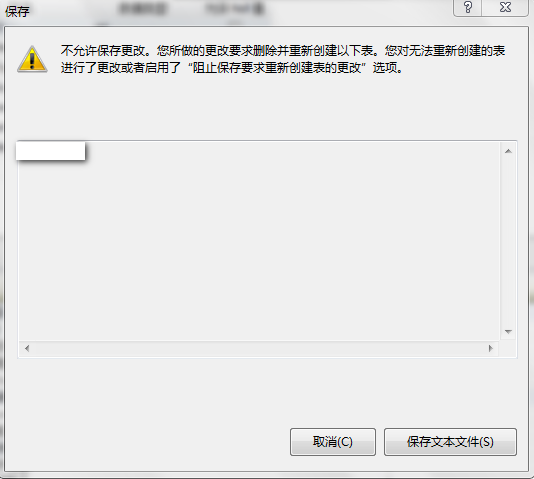 保存
不允许保存更改。您所做的更改要求删除并重新创建以下表。您对无法重新创建的表
进行了更改或者启用了“阻止保存要求重新创建表的更改”选项。
取消(C)
保存文本文件(S)